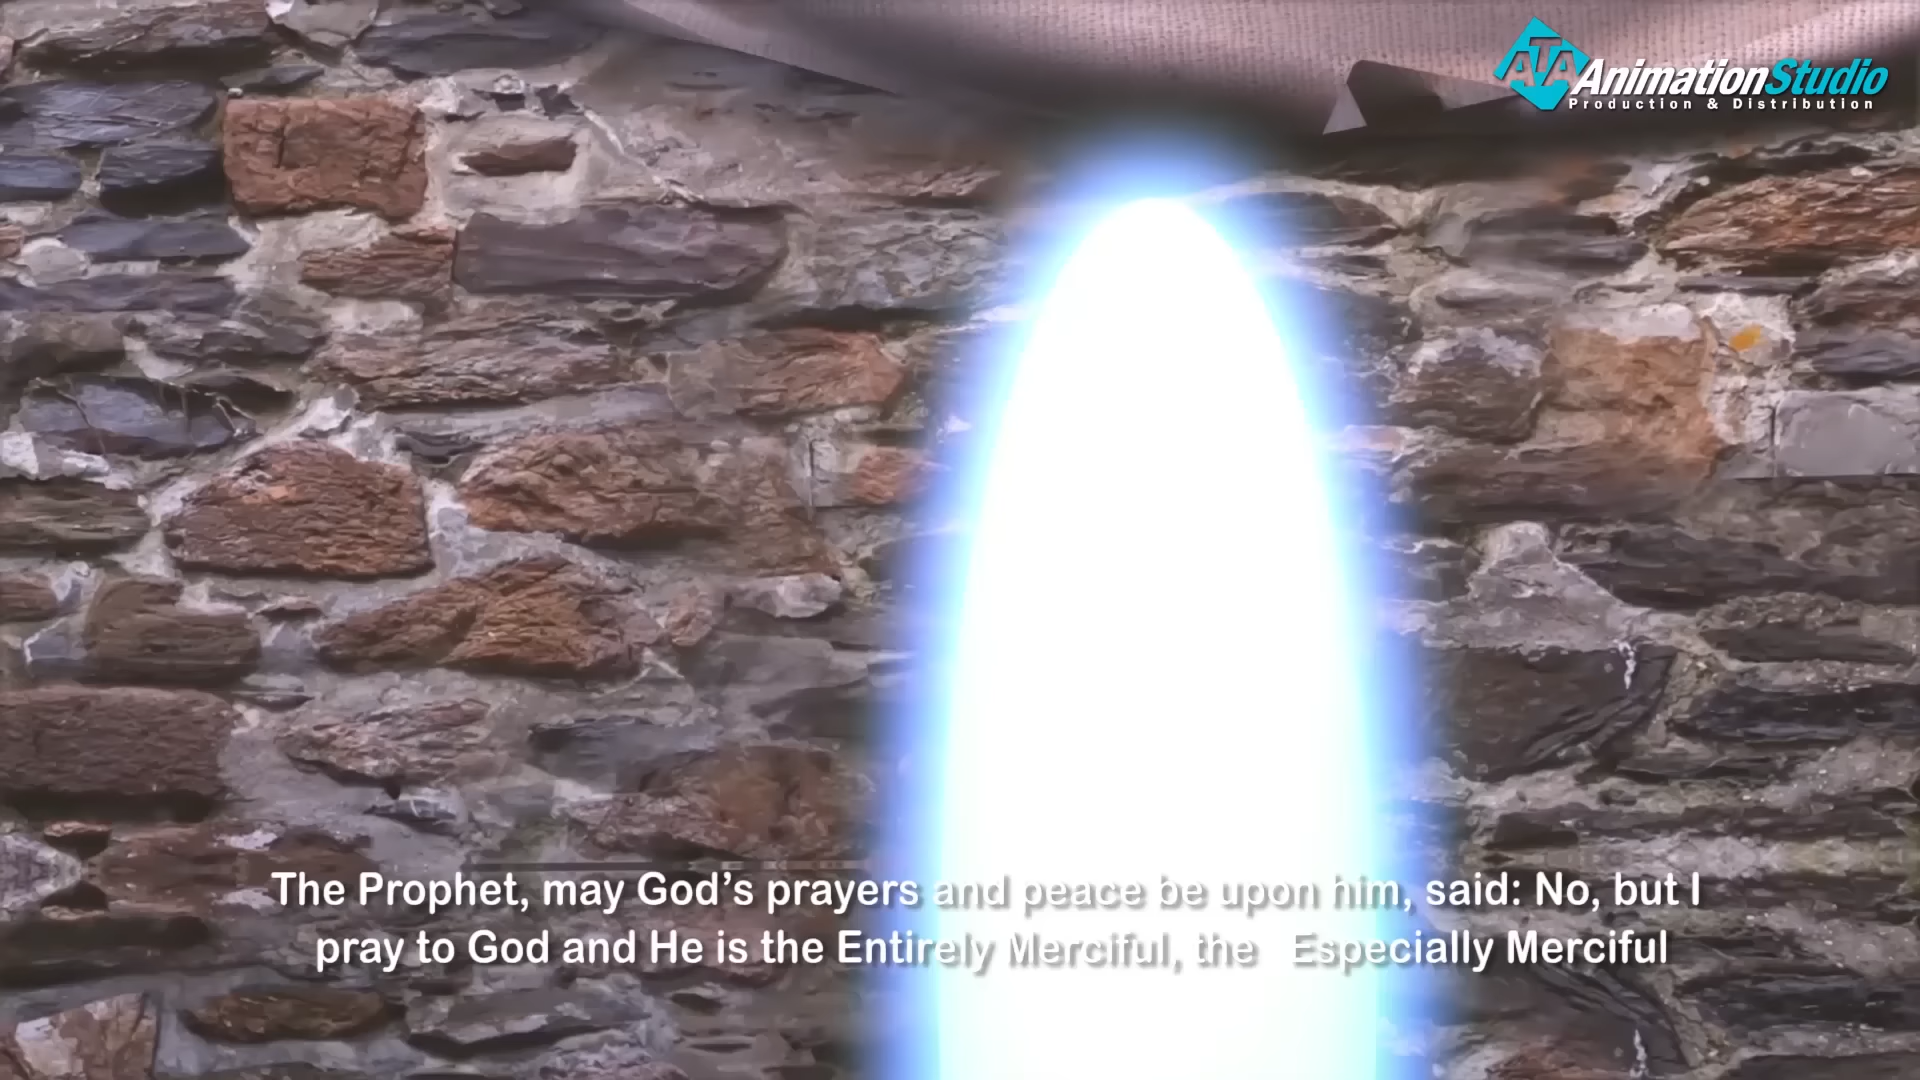 ATA AnimationStudio
Production & Distribution
The Prophet, may God’s prayers and peace be upon him, said: No, but I
pray to God and He is the Entirely Merciful, the Especially Merciful